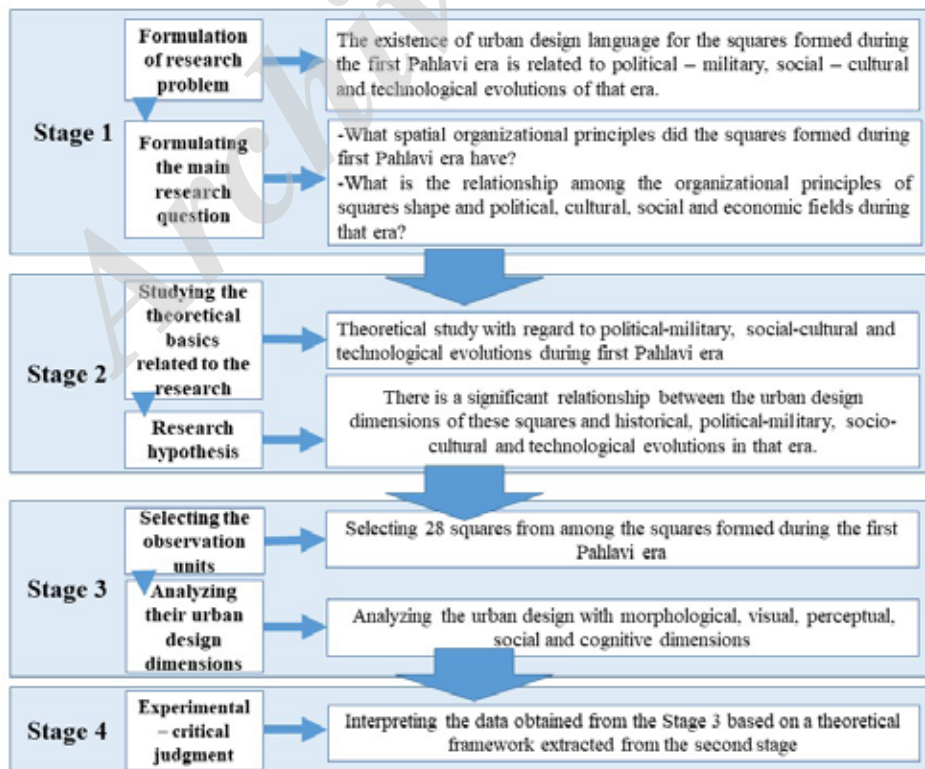 Formulation
of research
problem
The existence of urban design language for the squares formed during
the first Pahlavi era is related to political – military, social – cultural
and technological evolutions of that era.
Stage 1
Formulating
the main
research
question
-What spatial organizational principles did the squares formed during
first Pahlavi era have?
-What is the relationship among the organizational principles of
squares shape and political, cultural, social and economic fields during
that era?
Studying the
theoretical
basics
related to the
research
Theoretical study with regard to political-military, social-cultural and
technological evolutions during first Pahlavi era
Stage 2
Research
hypothesis
There is a significant relationship between the urban design
dimensions of these squares and historical, political-military, socio-
cultural and technological evolutions in that era.
Selecting the
observation
units
Selecting 28 squares from among the squares formed during the first
Pahlavi era
Stage 3
Analyzing
their urban
design
dimensions
Analyzing the urban design with morphological, visual, perceptual,
social and cognitive dimensions
Stage 4
Experimental
– critical
judgment
Interpreting the data obtained from the Stage 3 based on a theoretical
framework extracted from the second stage
Archiv